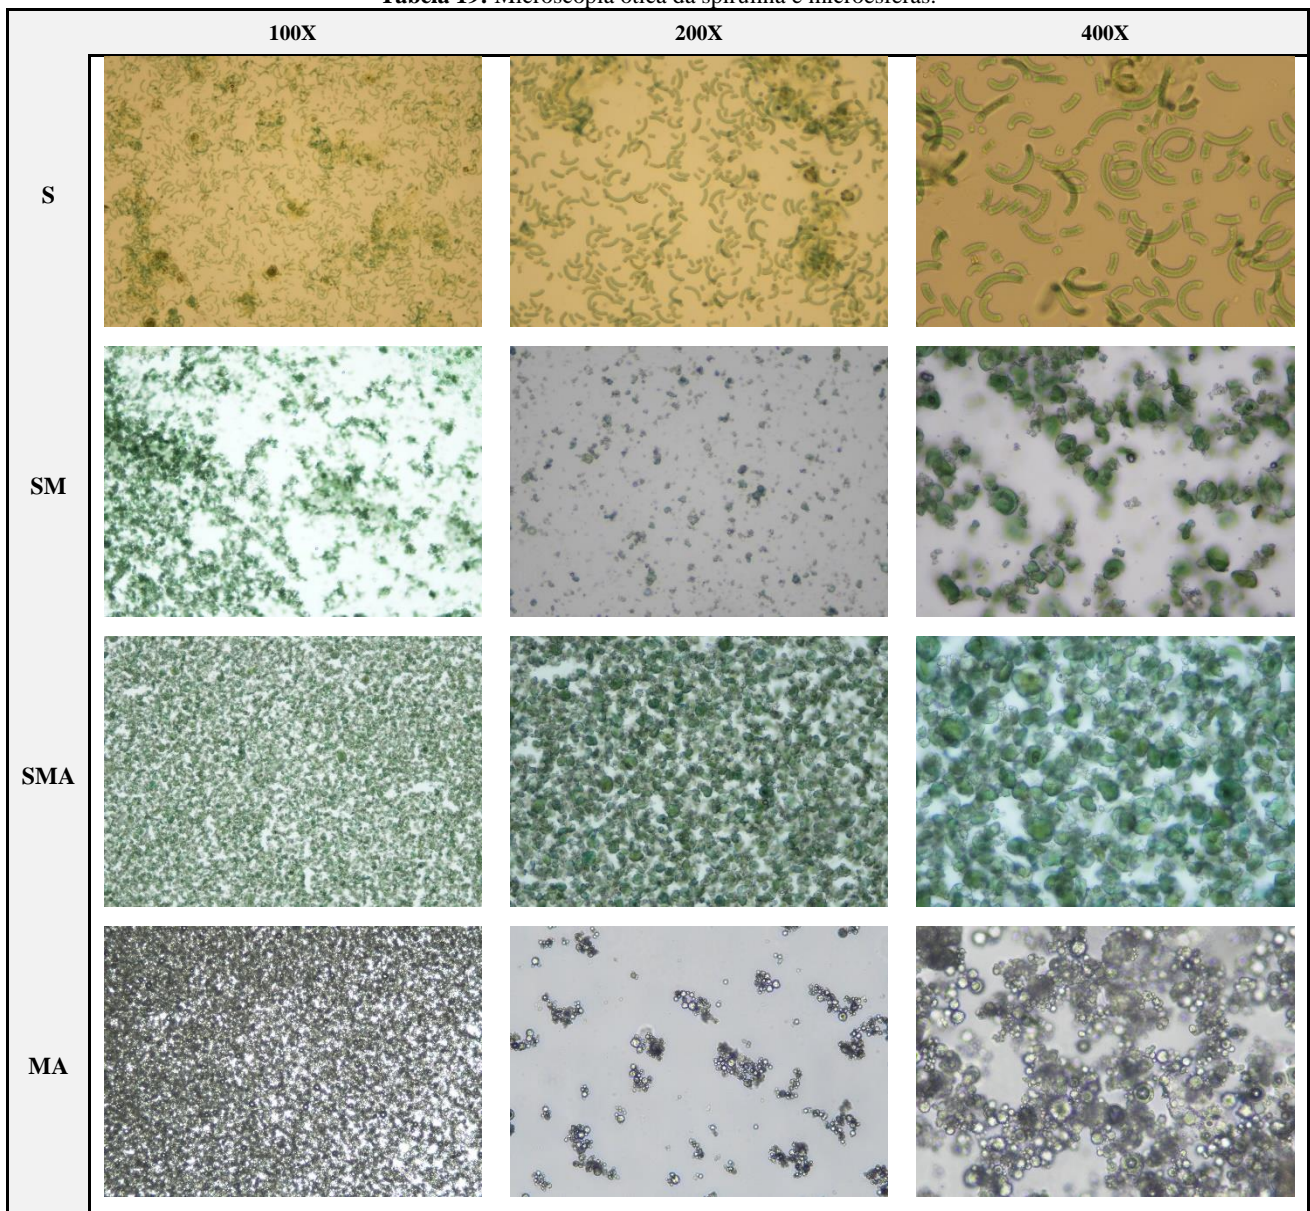 Tabela 19: Microscopia ótica da spirulina e microesferas.
100X 200X 400X
S
SM
SMA
MA